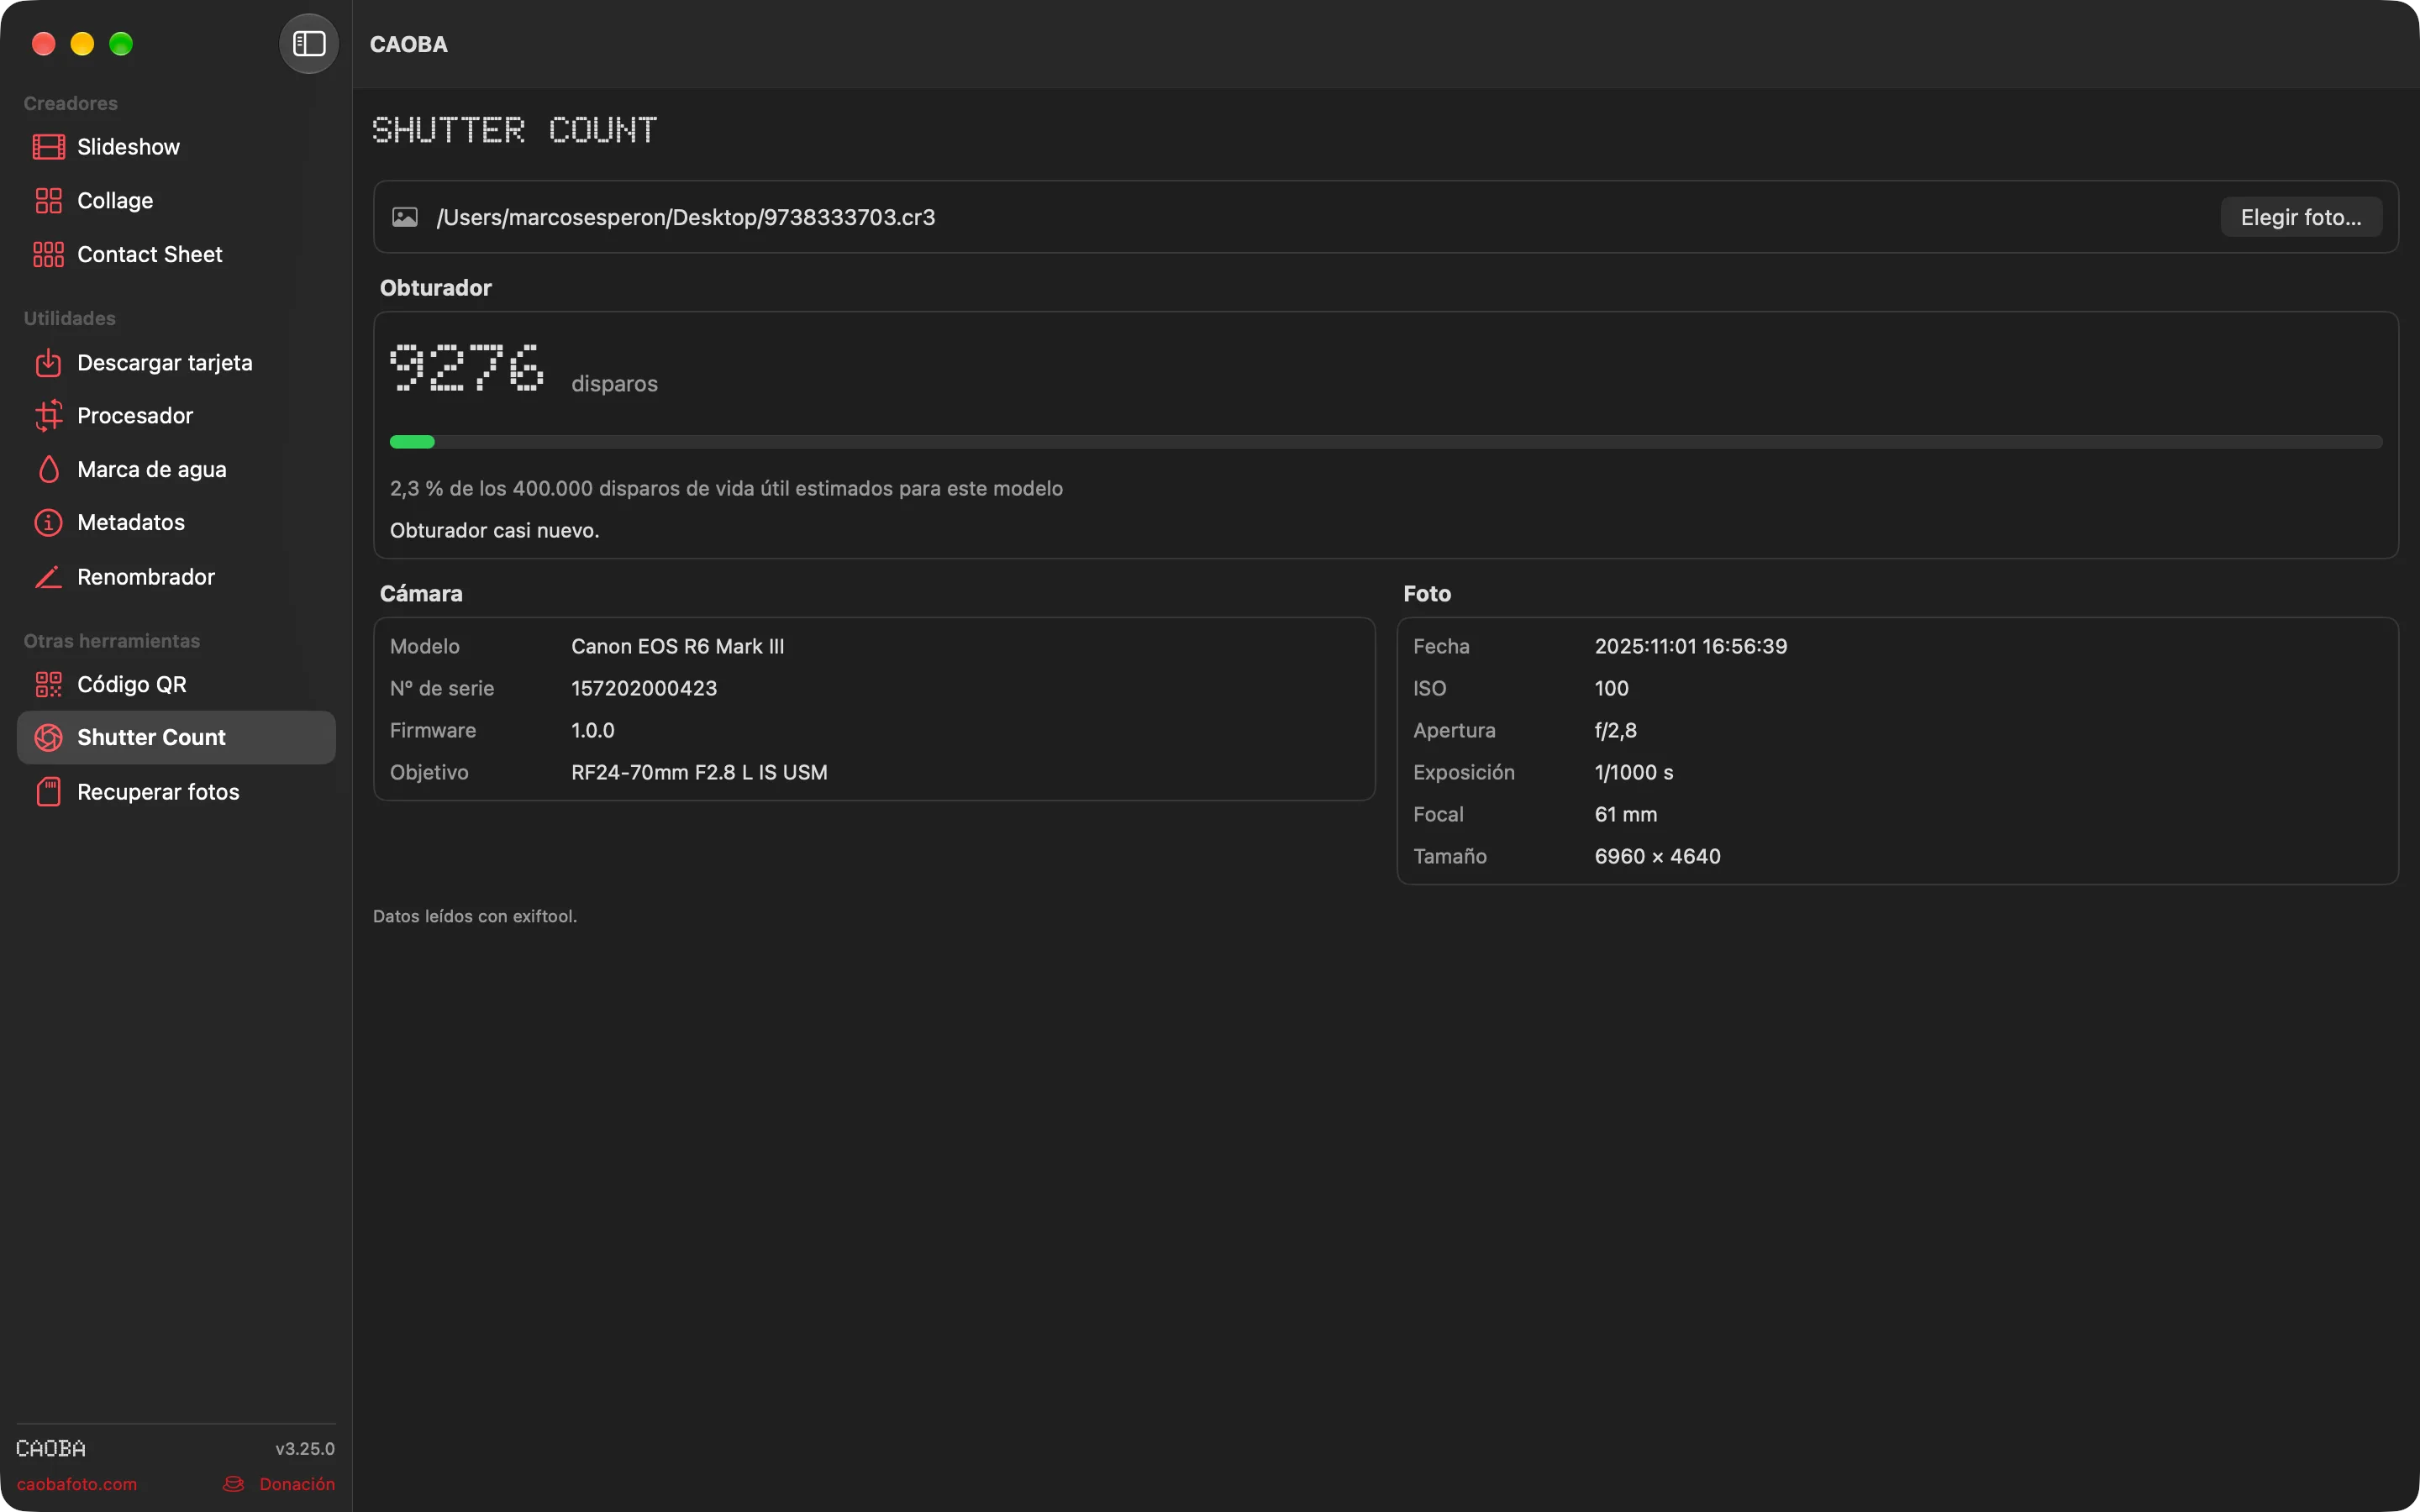 CAOBA
Creadores
Slideshow
Collage
Contact Sheet
Utilidades
Descargar tarjeta
Procesador
Marca de agua
Metadatos
Renombrador
Otras herramientas
Código QR
Shutter Count
Recuperar fotos
CAOBA v3.25.0
caobafoto.com Donación
SHUTTER COUNT
/Users/marcosesperon/Desktop/9738333703.cr3 Elegir foto...
Obturador
9276 disparos
2,3 % de los 400.000 disparos de vida útil estimados para este modelo
Obturador casi nuevo.
Cámara
Modelo Canon EOS R6 Mark III
Nº de serie 157202000423
Firmware 1.0.0
Objetivo RF24-70mm F2.8 L IS USM
Foto
Fecha 2025:11:01 16:56:39
ISO 100
Apertura f/2,8
Exposición 1/1000 s
Focal 61 mm
Tamaño 6960 × 4640
Datos leídos con exiftool.